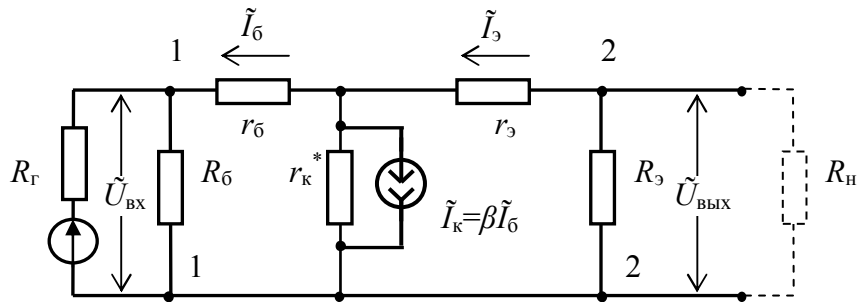 1 Ĩб Ĩэ 2
rб rэ
Rг Ũвх Rб rк* Rэ Ũвых Rн
Ĩк=βĨб
1 2